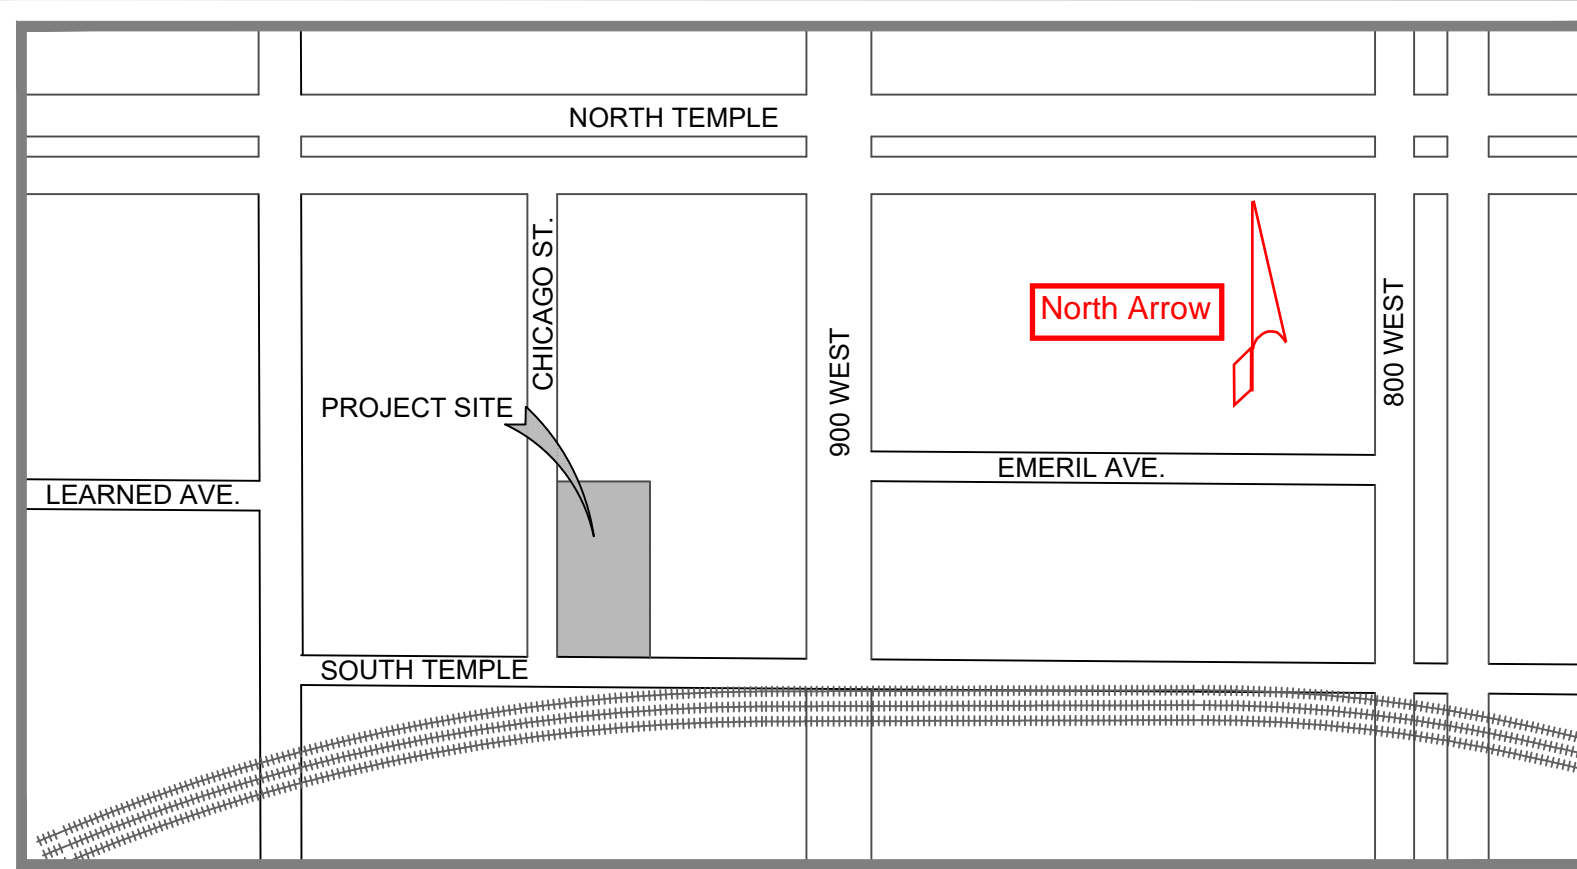 NORTH TEMPLE
CHICAGO ST.
North Arrow
800 WEST
900 WEST
PROJECT SITE
EMERIL AVE.
LEARNED AVE.
SOUTH TEMPLE